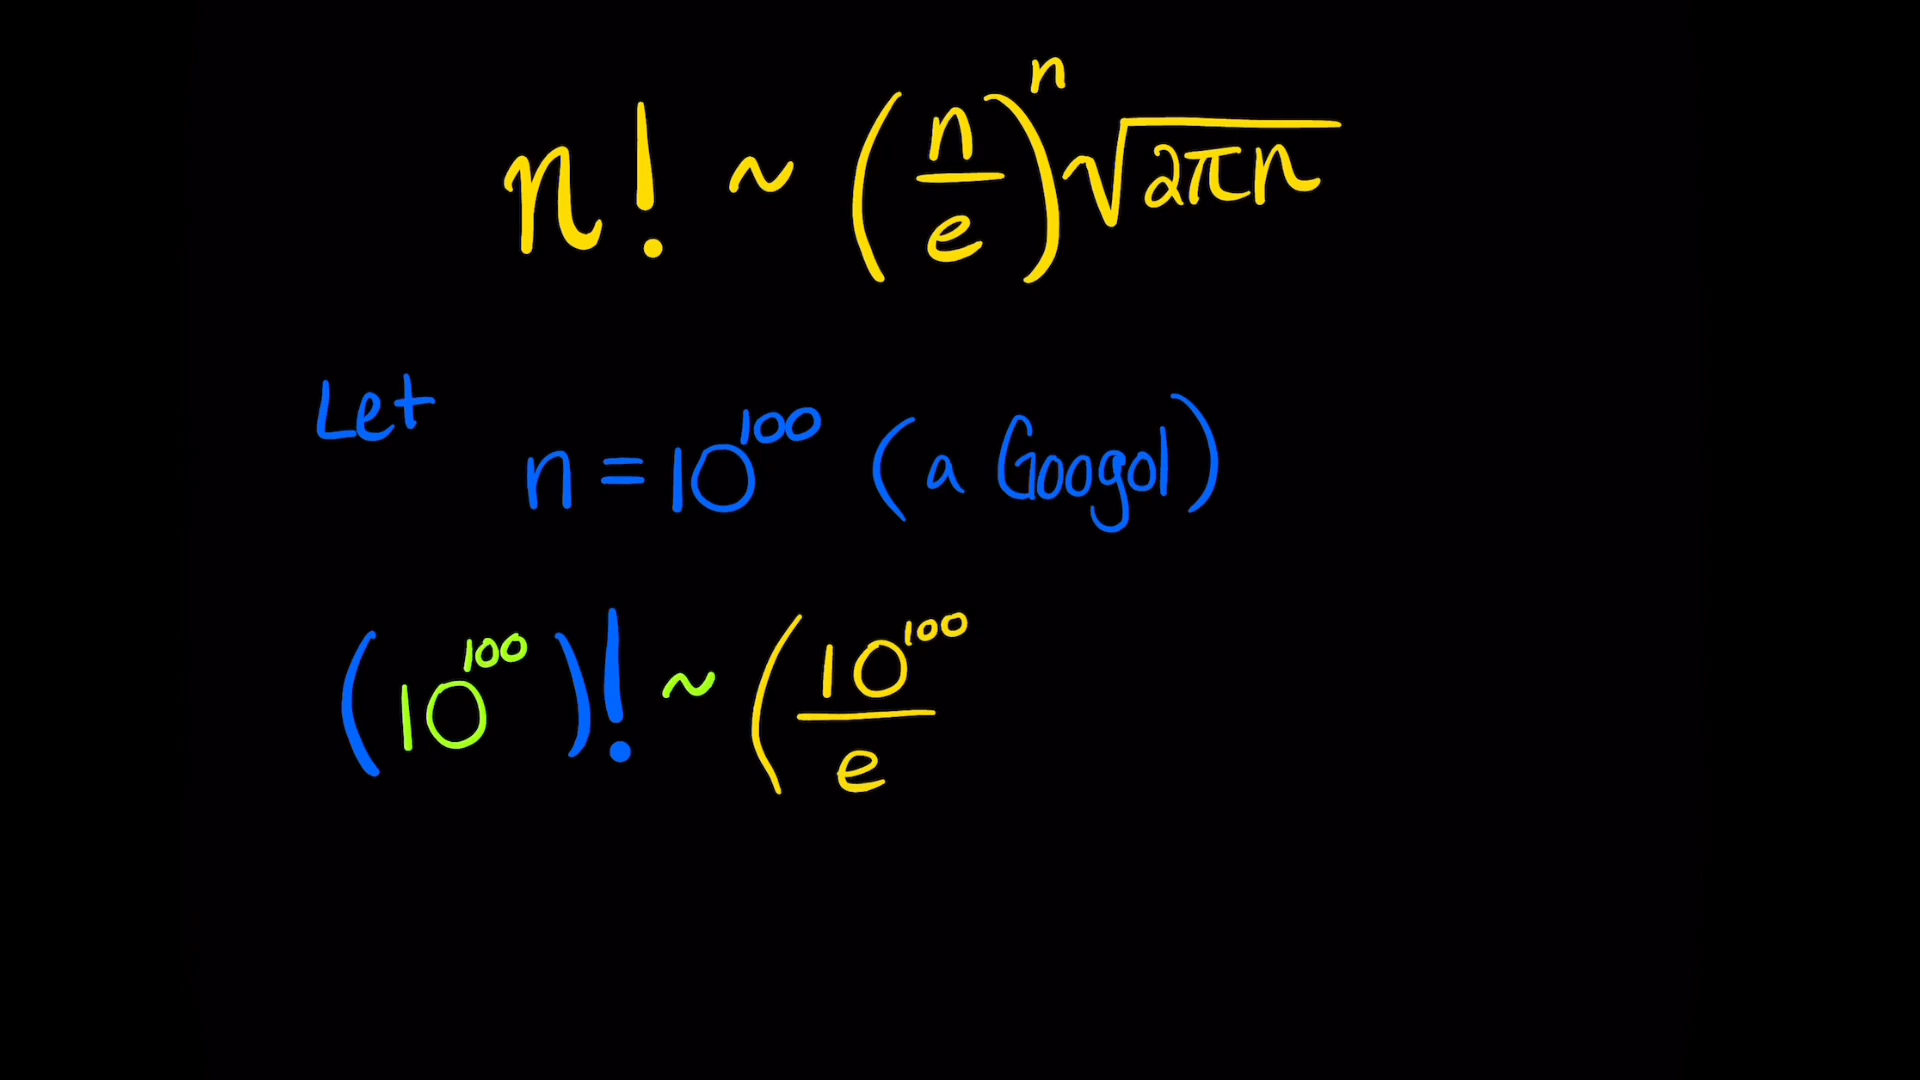 n! ~ (n/e)^n √(2πn)
Let
n = 10^100 (a Googol)
(10^100)! ~ (10^100/e